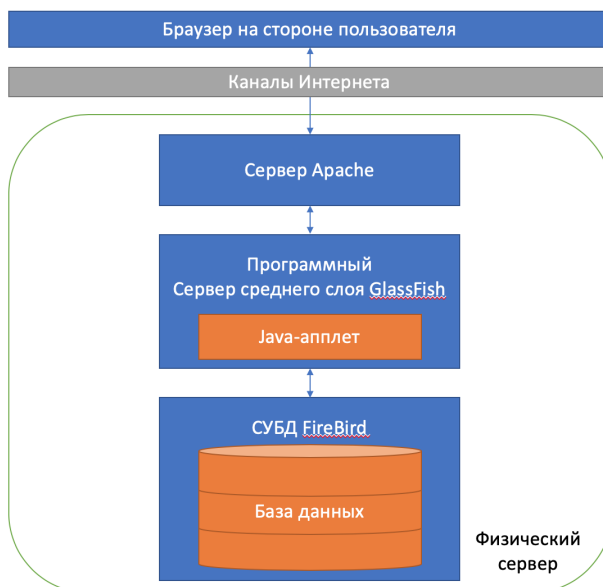 Браузер на стороне пользователя
Каналы Интернета
Сервер Apache
Программный
Сервер среднего слоя GlassFish
Java-апплет
СУБД FireBird
База данных
Физический
сервер